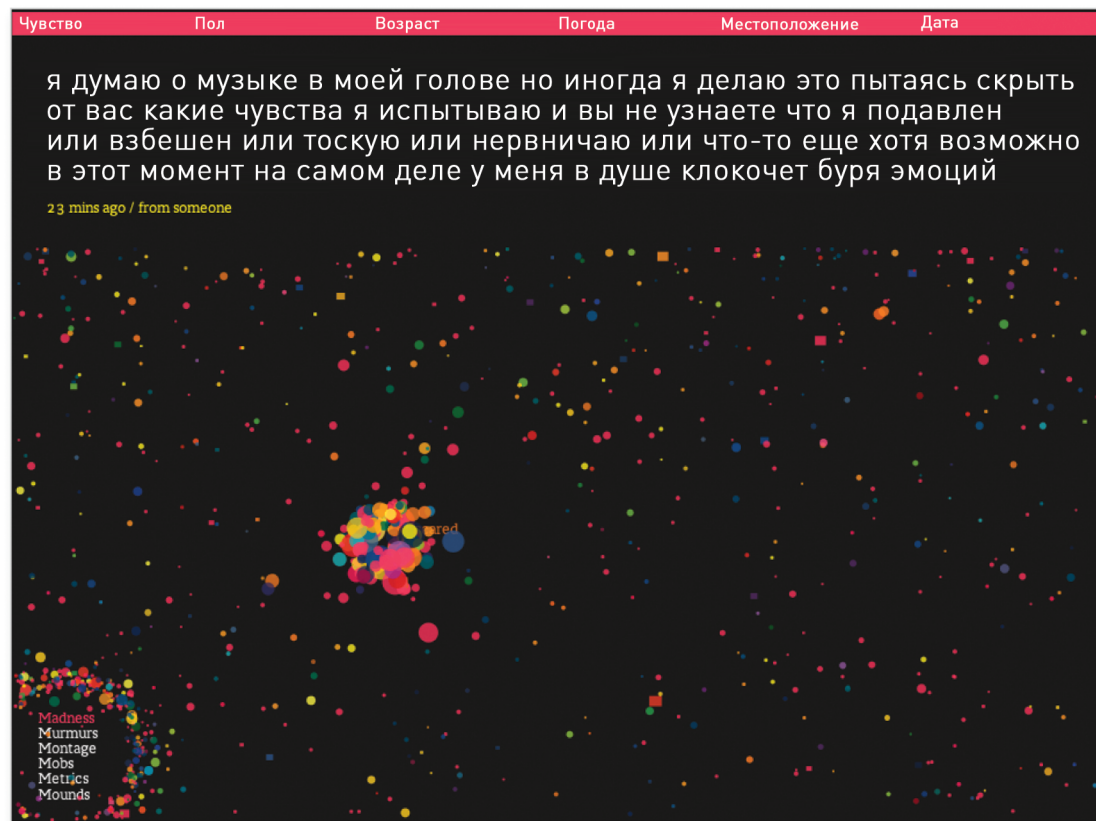 Чувство Пол Возраст Погода Местоположение Дата
я думаю о музыке в моей голове но иногда я делаю это пытаясь скрыть
от вас какие чувства я испытываю и вы не узнаете что я подавлен
или взбешен или тоскую или нервничаю или что-то еще хотя возможно
в этот момент на самом деле у меня в душе клокочет буря эмоций
23 mins ago / from someone
Madness
Murmurs
Montage
Mobs
Metrics
Mounds